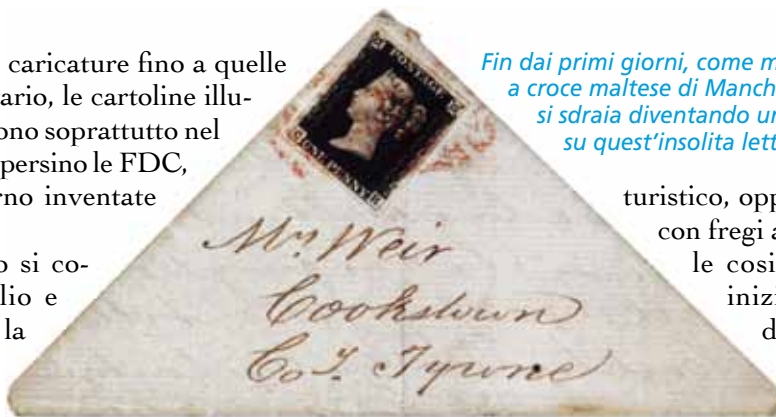 caricature fino a quelle
ario, le cartoline illu-
ono soprattutto nel
persino le FDC,
rno inventate
o si co-
lio e
la
POSTAGE
ONE PENNY
Mr. Weir
Cookstown
Coy. Tyrone
Fin dai primi giorni, come m
a croce maltese di Manch
si sdraia diventando un
su quest'insolita lett
turistico, opp
con fregi a
le cosi
inizi
d